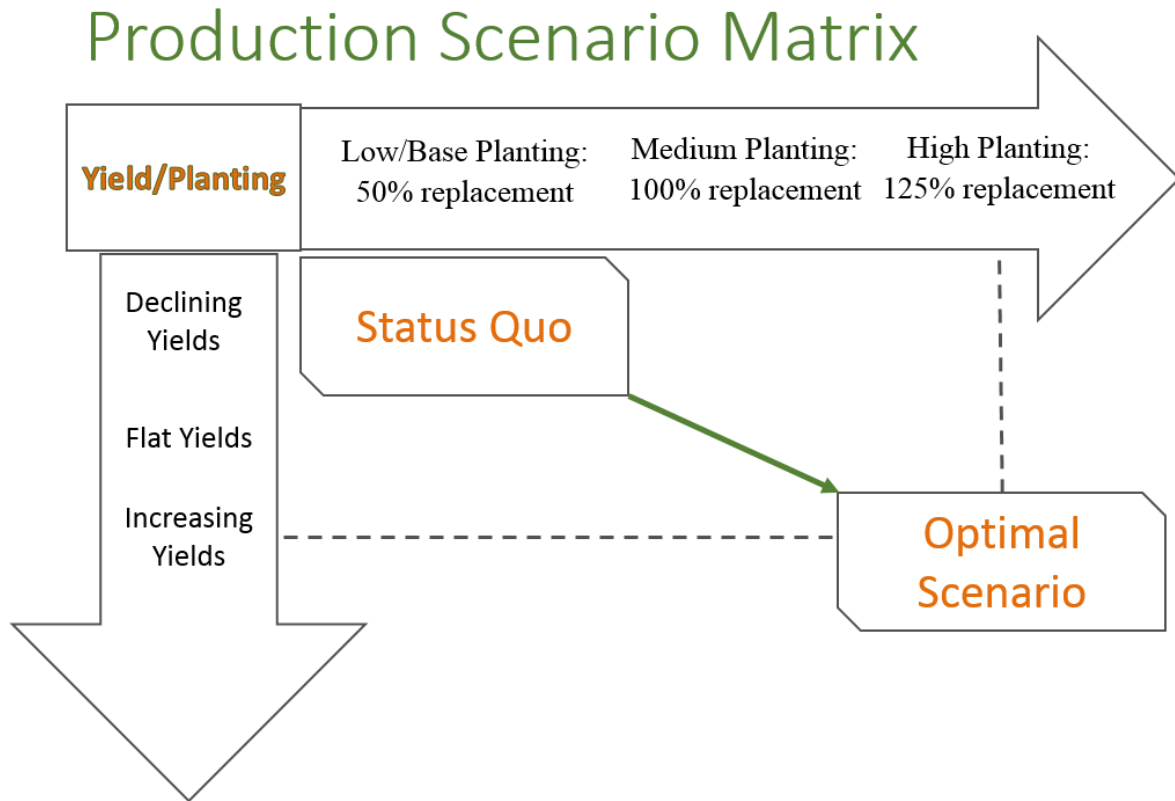 Production Scenario Matrix
Yield/Planting
Low/Base Planting:
50% replacement
Medium Planting:
100% replacement
High Planting:
125% replacement
Declining
Yields
Status Quo
Flat Yields
Increasing
Yields
Optimal
Scenario